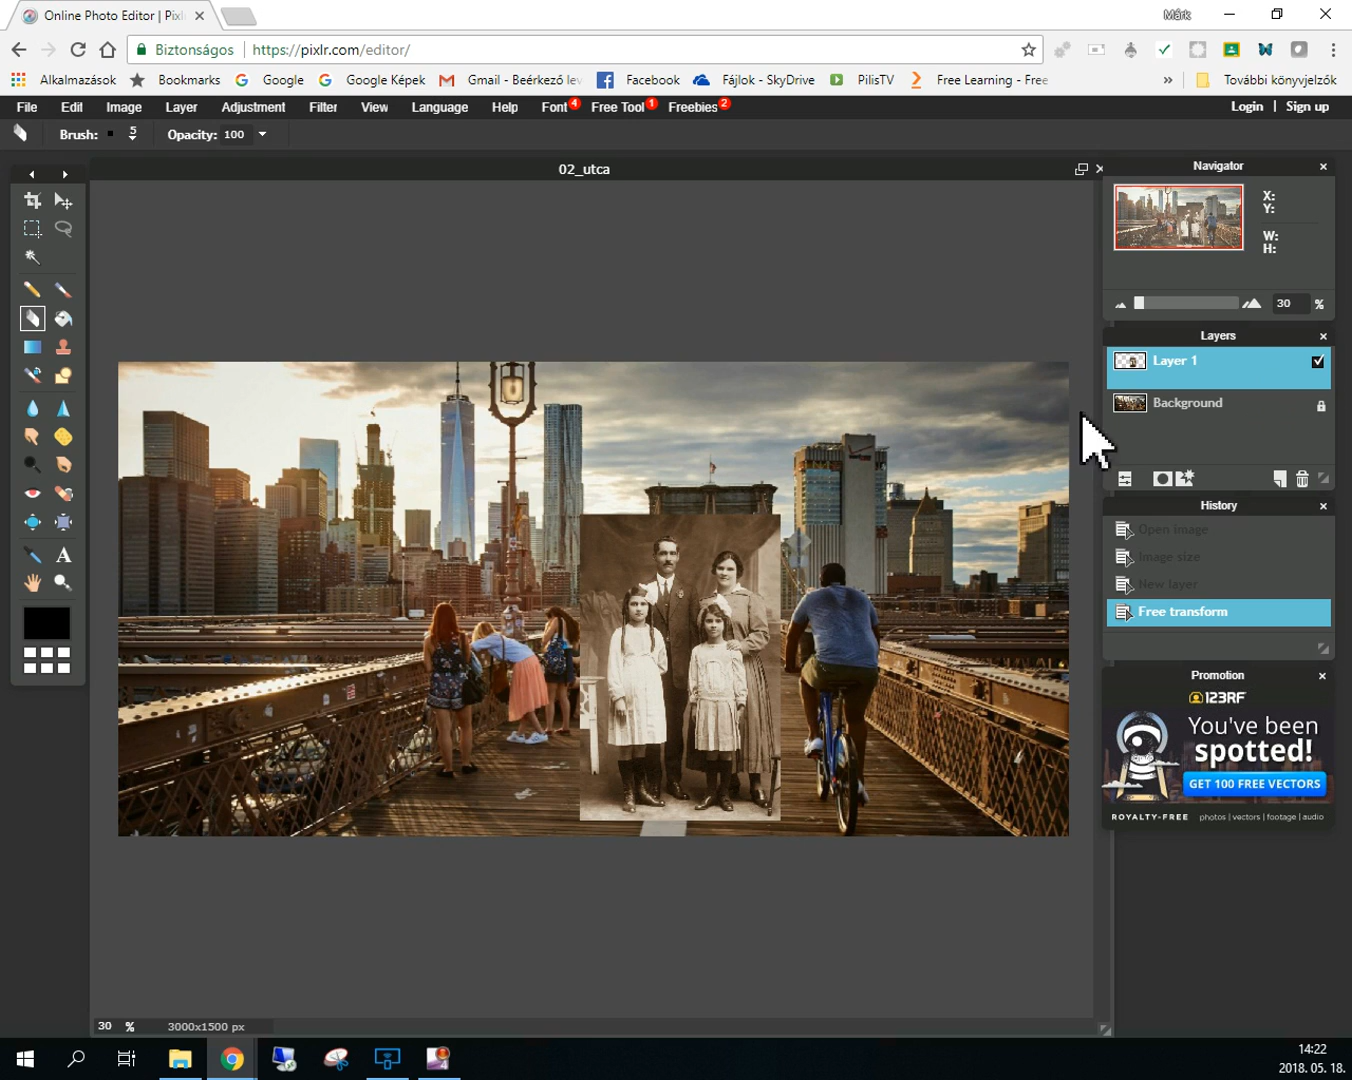 Online Photo Editor | Pixlr
Márk
Biztonságos
https://pixlr.com/editor/
Alkalmazások
Bookmarks
Google
Google Képek
Gmail - Beérkező lev
Facebook
Fájlok - SkyDrive
PilisTV
Free Learning - Free
»
További könyvjelzők
File Edit Image Layer Adjustment Filter View Language Help Font 4 Free Tool 1 Freebies 2
Login | Sign up
Brush: 5 Opacity: 100
02_utca
Navigator
X:
Y:
W:
H:
30 %
Layers
Layer 1
Background
History
Open image
Image size
New layer
Free transform
Promotion
123RF
You've been
spotted!
GET 100 FREE VECTORS
ROYALTY-FREE photos | vectors | footage | audio
A
30 % 3000x1500 px
14:22
2018. 05. 18.